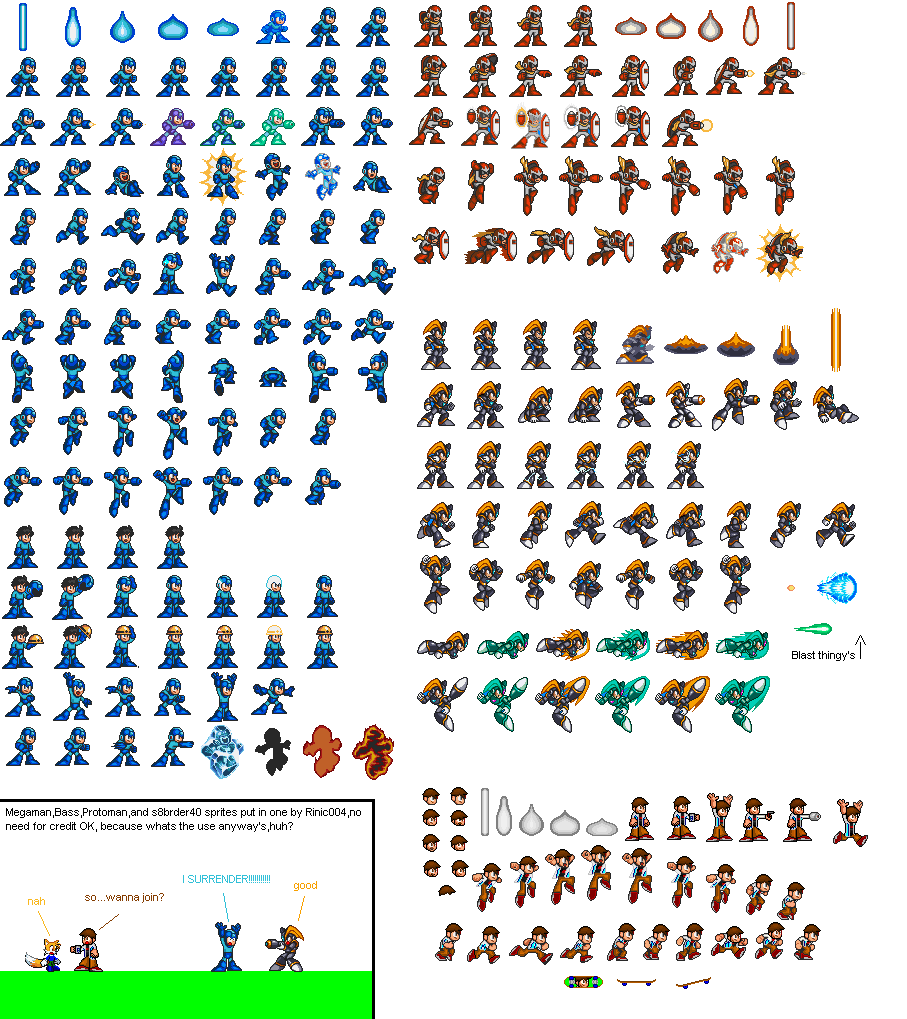 Blast thingy's
Megaman,Bass,Protoman,and s8brder40 sprites put in one by Rinic004,no
need for credit OK, because whats the use anyway's,huh?
I SURRENDER!!!!!!!!!!
good
so...wanna join?
nah